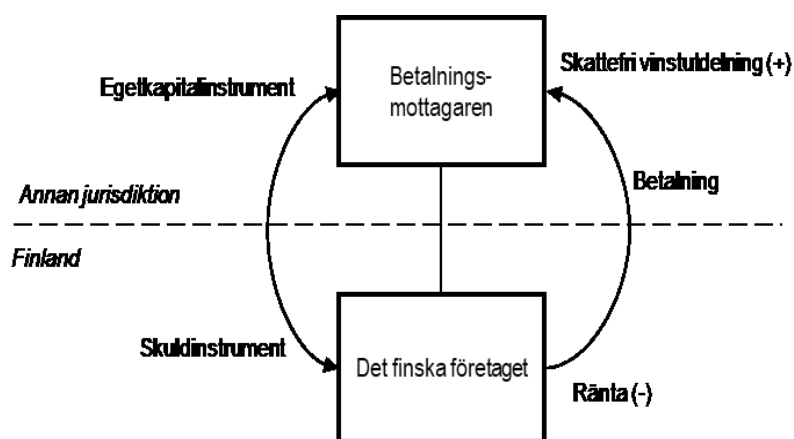 Skattefri vinstutdelning (+)
Egetkapitalinstrument
Betalnings-
mottagaren
Betalning
Annan jurisdiktion
Finland
Skuldinstrument
Det finska företaget
Ränta (-)